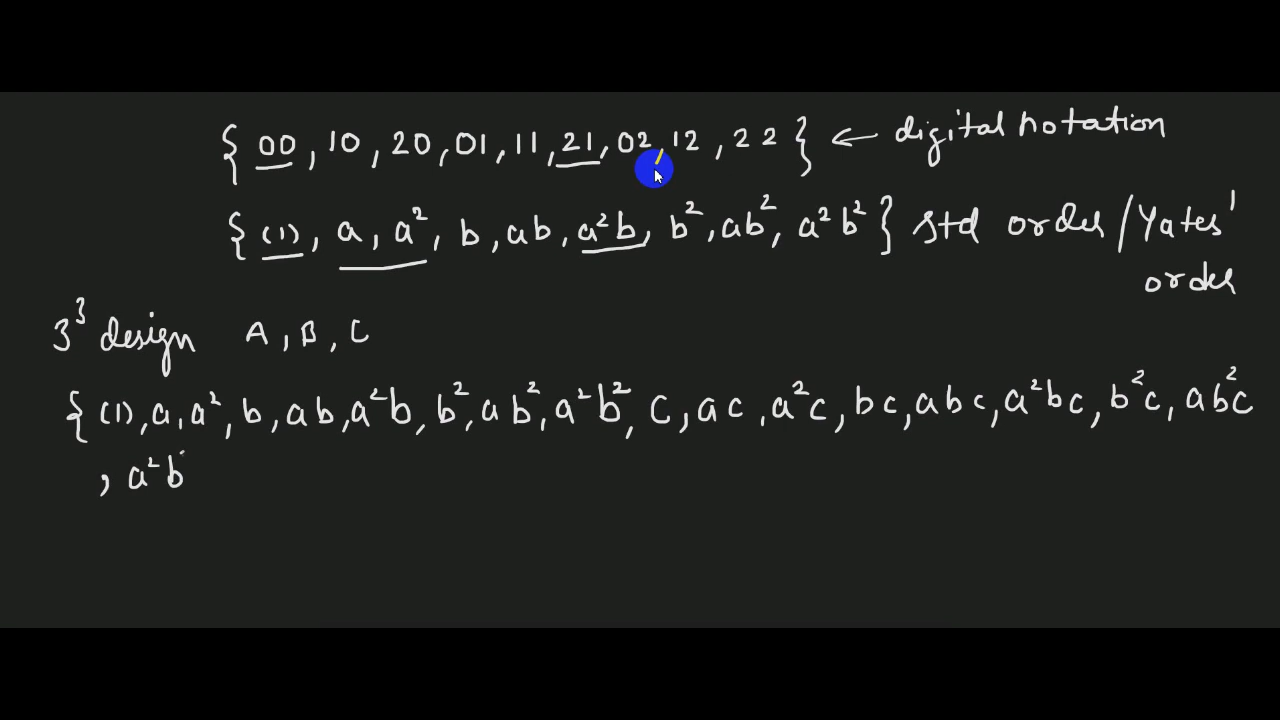 { 00, 10, 20, 01, 11, 21, 02, 12, 22 } ← digital notation
{ (1), a, a², b, ab, a²b, b², ab², a²b² } std order/Yates'
order
3³ design A, B, C
{ (1), a, a², b, ab, a²b, b², ab², a²b², c, ac, a²c, bc, abc, a²bc, b²c, ab²c
, a²b